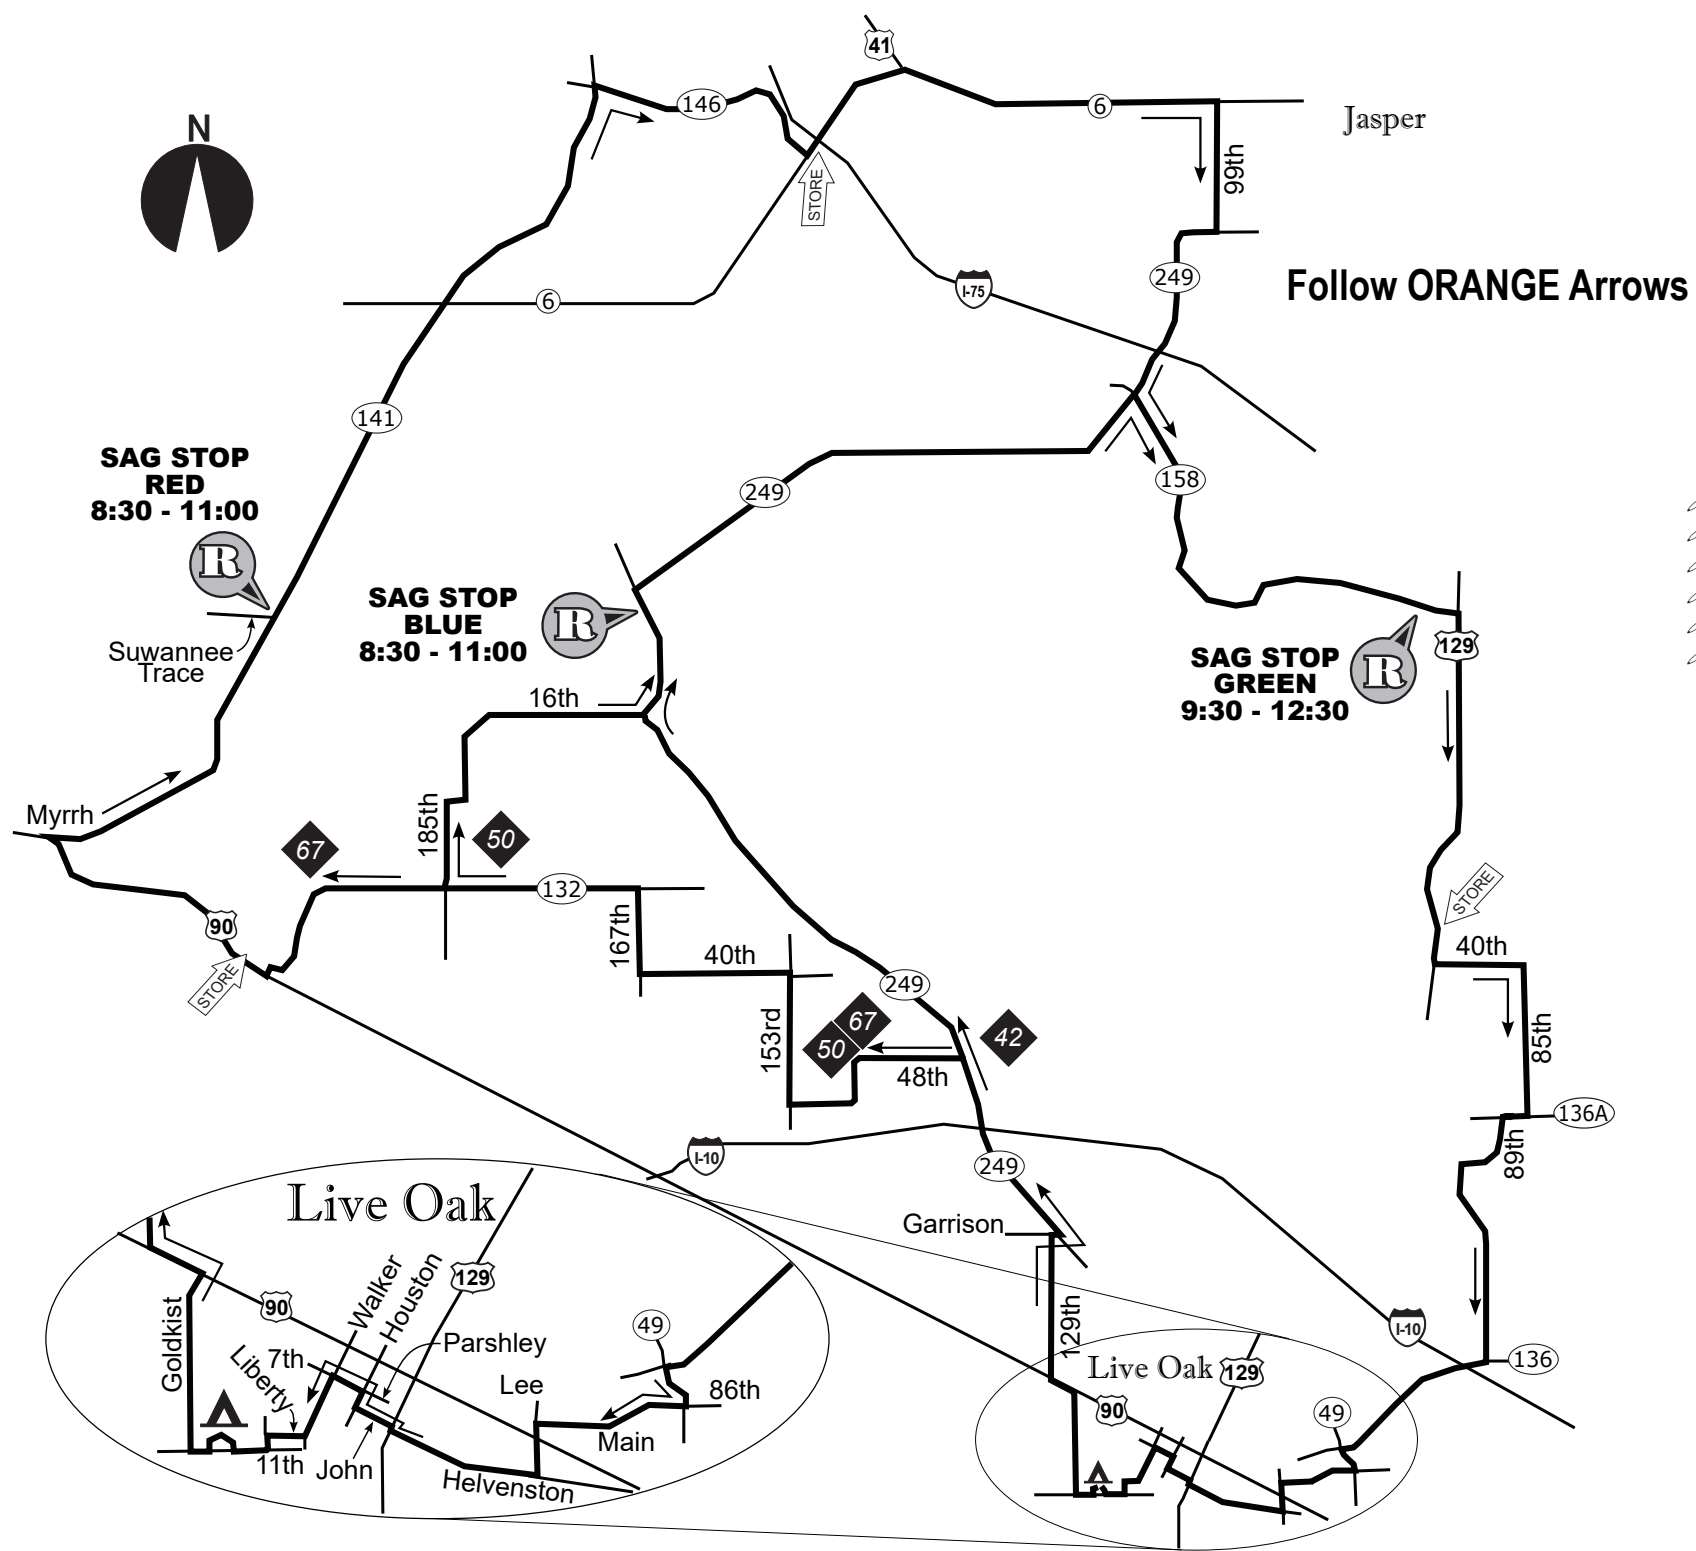 41
146
6
Jasper
N
99th
STORE
249
I-75
Follow ORANGE Arrows
6
141
SAG STOP
RED
8:30 - 11:00
R
249
158
SAG STOP
BLUE
8:30 - 11:00
R
Suwannee
Trace
129
SAG STOP
GREEN
9:30 - 12:30
R
16th
Myrrh
185th
50
67
132
STORE
90
167th
40th
40th
STORE
249
153rd
67
50
42
48th
85th
136A
89th
I-10
249
Live Oak
Garrison
Walker
Houston
129
90
Goldkist
129th
I-10
49
Parshley
7th
Liberty
Live Oak
129
136
Lee
86th
90
49
Main
11th
John
Helvenston